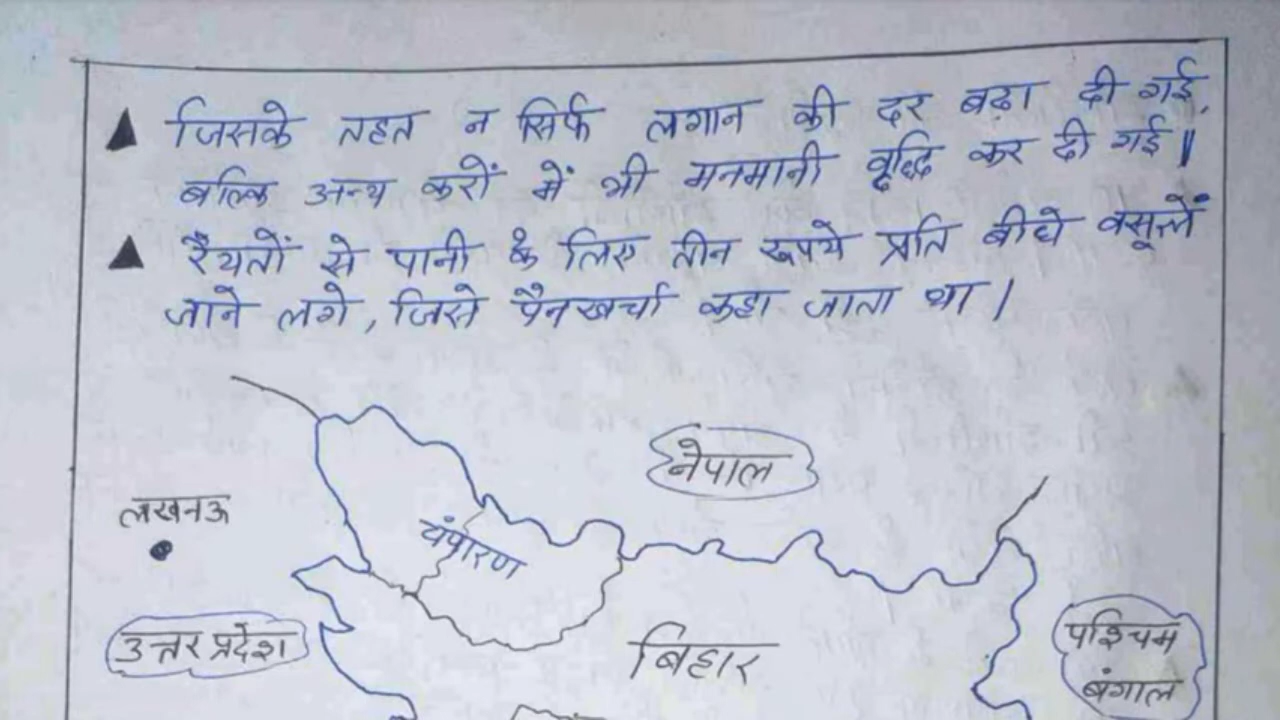 ▲ जिसके तहत न सिर्फ लगान की दर बढ़ा दी गई,
बल्कि अन्य करों में भी मनमानी वृद्धि कर दी गई॥
▲ रैयतों से पानी के लिए तीन रूपये प्रति बीघे वसूलें
जाने लगे, जिसे पैनखर्चा कहा जाता था।
नेपाल
लखनऊ
चंपारण
उत्तर प्रदेश
बिहार
पश्चिम
बंगाल